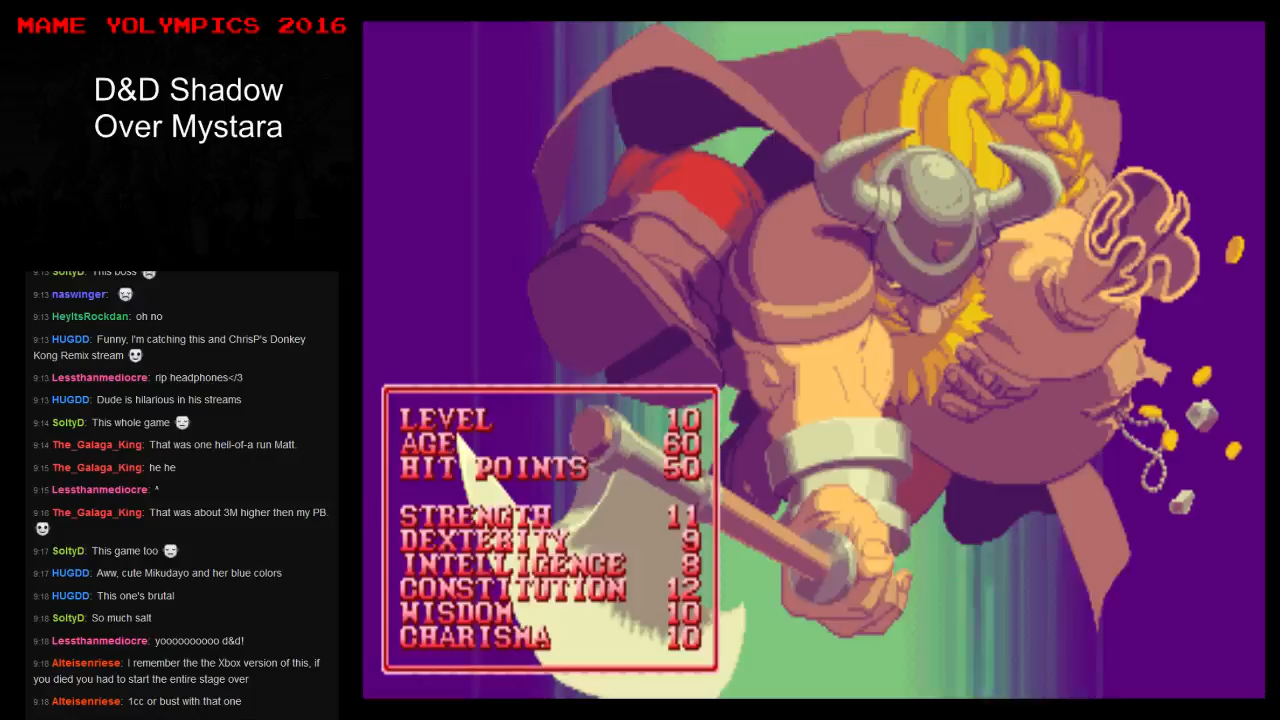 MAME YOLYMPICS 2016
D&D Shadow
Over Mystara
9:13 SoltyD: This boss
9:13 naswinger:
9:13 HeyItsRockdan: oh no
9:13 HUGDD: Funny, I'm catching this and ChrisP's Donkey
Kong Remix stream
9:13 Lessthanmediocre: rip headphones</3
9:13 HUGDD: Dude is hilarious in his streams
9:14 SoltyD: This whole game
9:14 The_Galaga_King: That was one hell-of-a run Matt.
9:15 The_Galaga_King: he he
9:15 Lessthanmediocre: ^
9:16 The_Galaga_King: That was about 3M higher then my PB.
9:17 SoltyD: This game too
9:17 HUGDD: Aww, cute Mikudayo and her blue colors
9:18 HUGDD: This one's brutal
9:18 SoltyD: So much salt
9:18 Lessthanmediocre: yoooooooooo d&d!
9:18 Alteisenriese: I remember the the Xbox version of this, if
you died you had to start the entire stage over
9:18 Alteisenriese: 1cc or bust with that one
LEVEL 10
AGE 60
HIT POINTS 50
STRENGTH 11
DEXTERITY 9
INTELLIGENCE 8
CONSTITUTION 12
WISDOM 10
CHARISMA 10